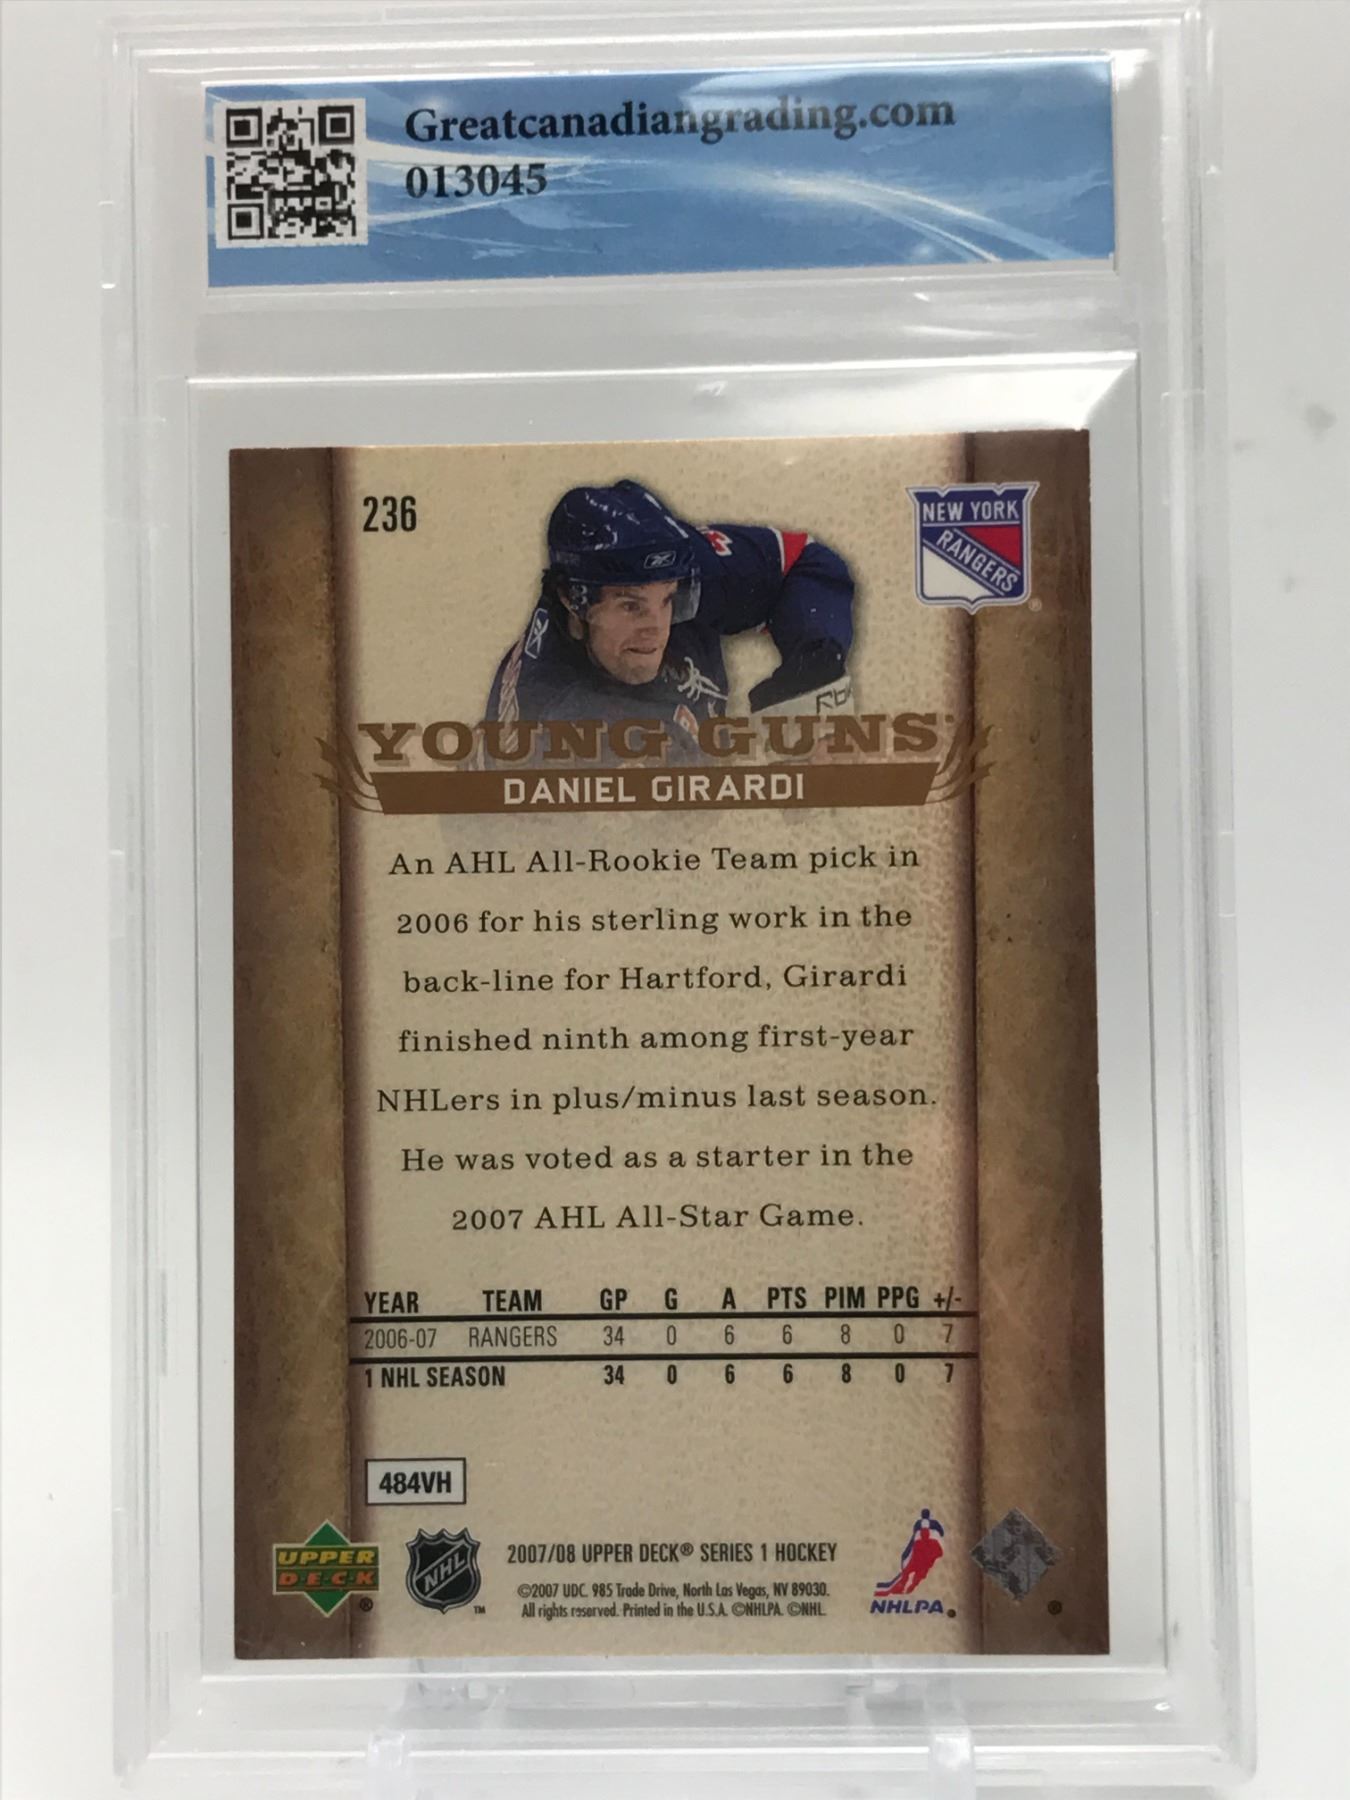 Greatcanadiangrading.com
013045
236
NEW YORK
RANGERS
YOUNG GUNS
DANIEL GIRARDI
An AHL All-Rookie Team pick in
2006 for his sterling work in the
back-line for Hartford, Girardi
finished ninth among first-year
NHLers in plus/minus last season.
He was voted as a starter in the
2007 AHL All-Star Game.
YEAR TEAM GP G A PTS PIM PPG +/-
2006-07 RANGERS 34 0 6 6 8 0 7
1 NHL SEASON 34 0 6 6 8 0 7
484VH
UPPER DECK ®
NHL ™
2007/08 UPPER DECK® SERIES 1 HOCKEY
©2007 UDC. 985 Trade Drive, North Las Vegas, NV 89030.
All rights reserved. Printed in the U.S.A. ©NHLPA. ©NHL.
NHLPA ®